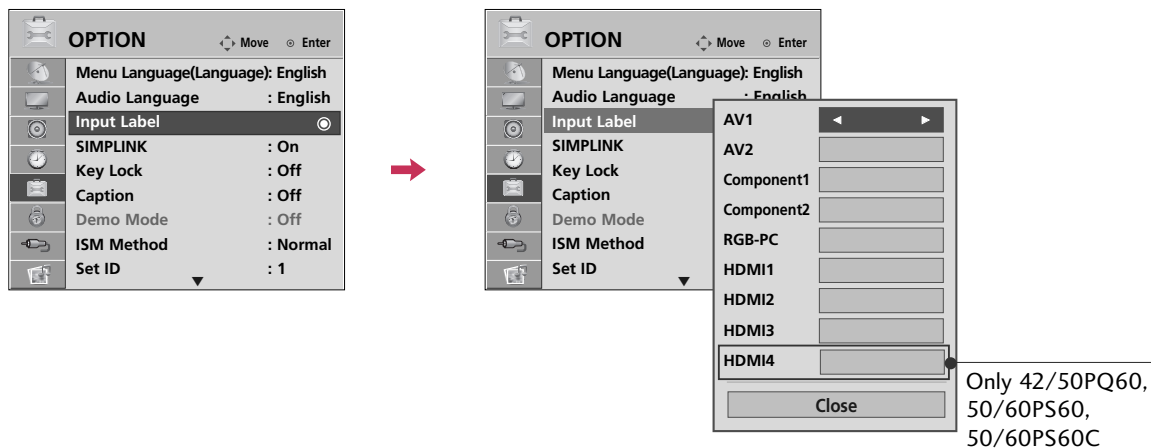 OPTION Move Enter
Menu Language(Language): English
Audio Language : English
Input Label
SIMPLINK : On
Key Lock : Off
Caption : Off
Demo Mode : Off
ISM Method : Normal
Set ID : 1
OPTION Move Enter
Menu Language(Language): English
Audio Language : English
Input Label
SIMPLINK
Key Lock
Caption
Demo Mode
ISM Method
Set ID
AV1
AV2
Component1
Component2
RGB-PC
HDMI1
HDMI2
HDMI3
HDMI4
Close
Only 42/50PQ60,
50/60PS60,
50/60PS60C